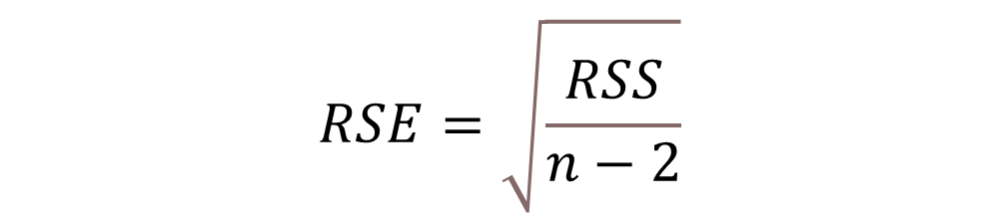 RSE = √(RSS / (n − 2))